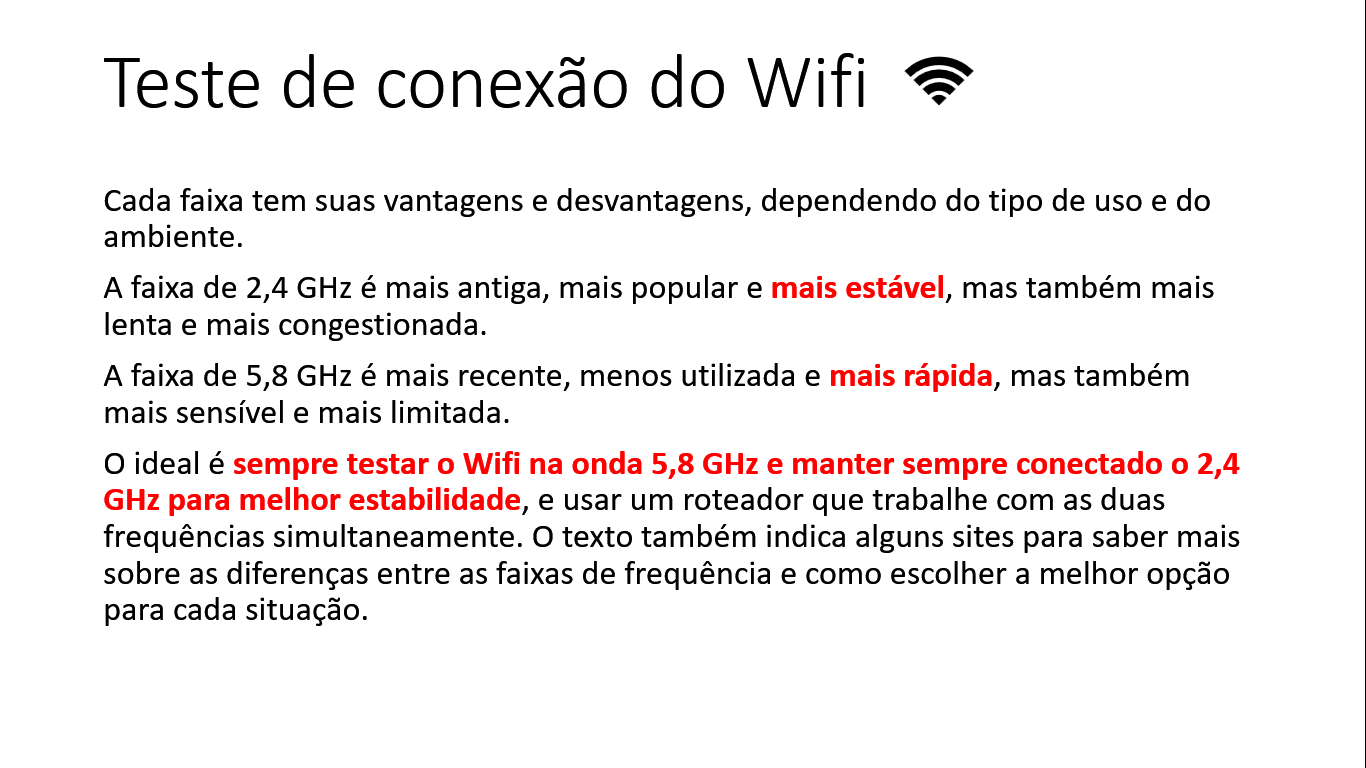 Teste de conexão do Wifi
Cada faixa tem suas vantagens e desvantagens, dependendo do tipo de uso e do
ambiente.
A faixa de 2,4 GHz é mais antiga, mais popular e mais estável, mas também mais
lenta e mais congestionada.
A faixa de 5,8 GHz é mais recente, menos utilizada e mais rápida, mas também
mais sensível e mais limitada.
O ideal é sempre testar o Wifi na onda 5,8 GHz e manter sempre conectado o 2,4
GHz para melhor estabilidade, e usar um roteador que trabalhe com as duas
frequências simultaneamente. O texto também indica alguns sites para saber mais
sobre as diferenças entre as faixas de frequência e como escolher a melhor opção
para cada situação.